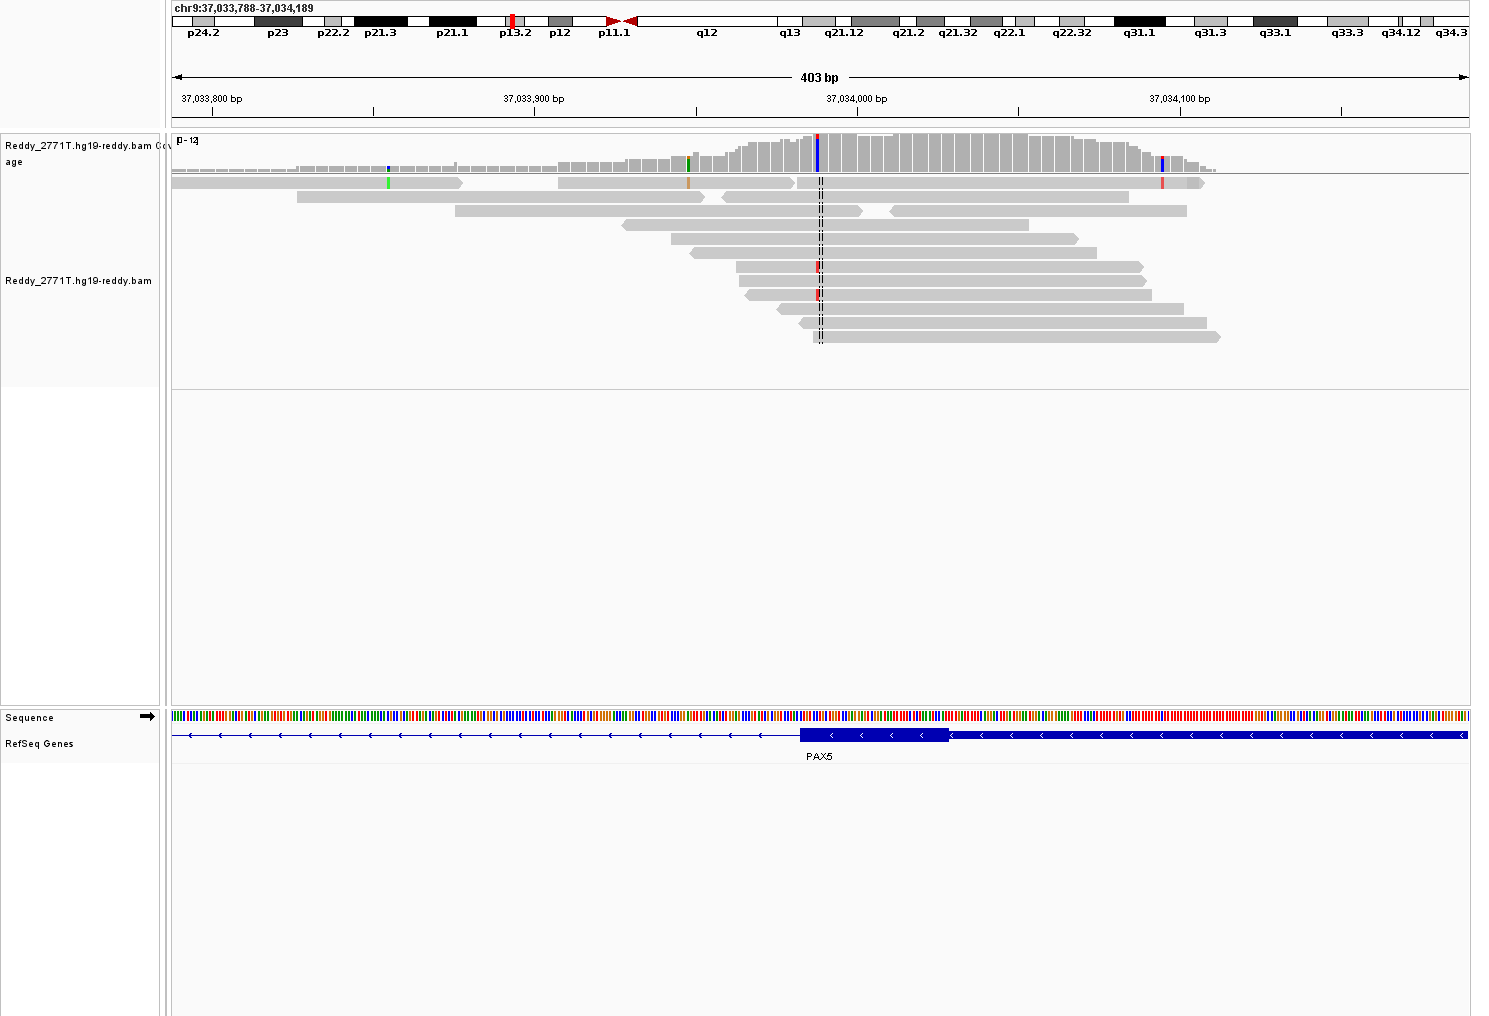 chr9:37,033,788-37,034,189
p24.2 p23 p22.2 p21.3 p21.1 p13.2 p12 p11.1 q12 q13 q21.12 q21.2 q21.32 q22.1 q22.32 q31.1 q31.3 q33.1 q33.3 q34.12 q34.3
403 bp
37,033,800 bp 37,033,900 bp 37,034,000 bp 37,034,100 bp
Reddy_2771T.hg19-reddy.bam Cov
age
[0 - 12]
Reddy_2771T.hg19-reddy.bam
Sequence
RefSeq Genes
PAX5